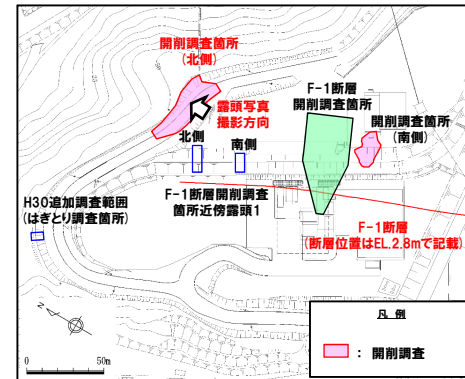 開削調査箇所
(北側)
F-1断層
開削調査箇所
露頭写真
撮影方向
開削調査箇所
(南側)
北側
南側
H30追加調査範囲
(はぎとり調査箇所)
F-1断層開削調査
箇所近傍露頭1
F-1断層
(断層位置はEL.2.8mで記載)
N
凡 例
: 開削調査
0
50m